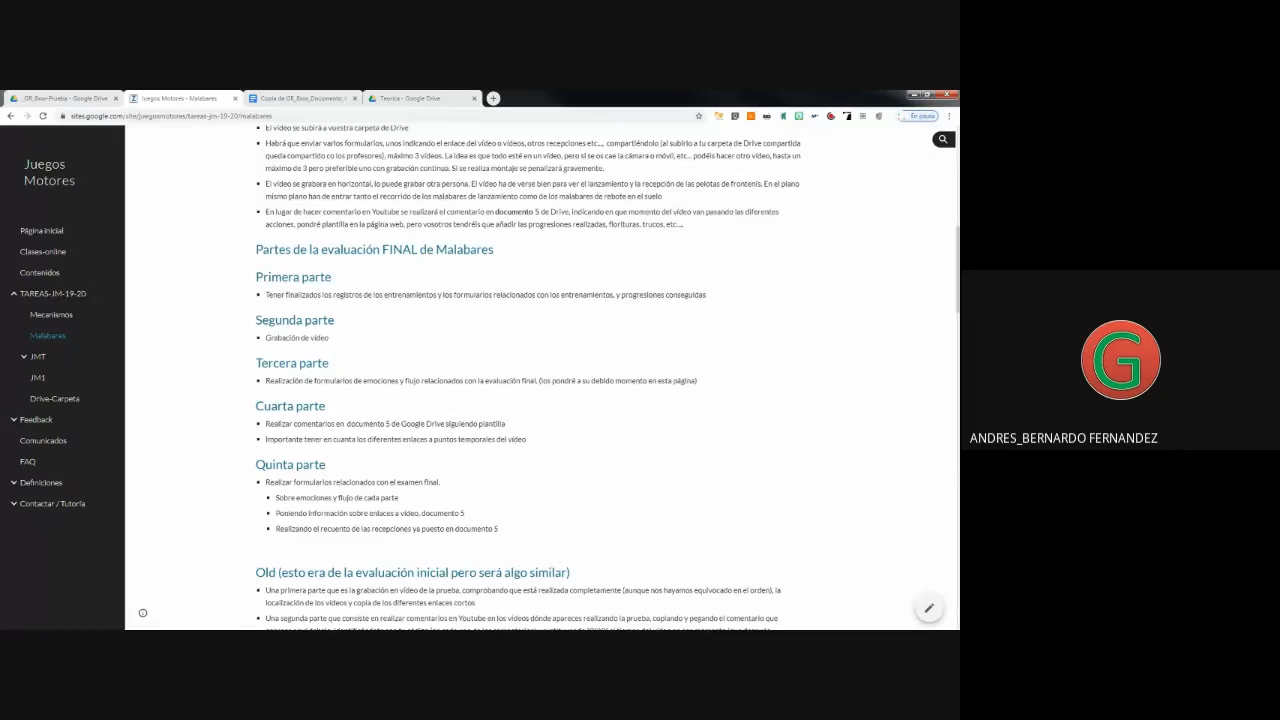 _GR_Boss-Prueba - Google Drive
Juegos Motores - Malabares
Copia de GR_Boss_Documento_
Teorica - Google Drive
sites.google.com/site/juegosmotores/tareas-jm-19-20/malabares
En pausa
Juegos
Motores
Página inicial
Clases-online
Contenidos
TAREAS-JM-19-20
Mecanismos
Malabares
JMT
JM1
Drive-Carpeta
Feedback
Comunicados
FAQ
Definiciones
Contactar / Tutoría
El vídeo se subirá a vuestra carpeta de Drive
Habrá que enviar varios formularios, unos indicando el enlace del vídeo o vídeos, otros recepciones etc..., compartiéndolo (al subirlo a tu carpeta de Drive compartida
queda compartido co los profesores), máximo 3 vídeos. La idea es que todo esté en un vídeo, pero si se os cae la cámara o móvil, etc... podéis hacer otro vídeo, hasta un
máximo de 3 pero preferible uno con grabación continua. Si se realiza montaje se penalizará gravemente.
El vídeo se grabara en horizontal, lo puede grabar otra persona. El vídeo ha de verse bien para ver el lanzamiento y la recepción de las pelotas de frontenis. En el plano
mismo plano han de entrar tanto el recorrido de los malabares de lanzamiento como de los malabares de rebote en el suelo
En lugar de hacer comentario en Youtube se realizará el comentario en documento 5 de Drive, indicando en que momento del vídeo van pasando las diferentes
acciones, pondré plantilla en la página web, pero vosotros tendréis que añadir las progresiones realizadas, florituras, trucos, etc...
Partes de la evaluación FINAL de Malabares
Primera parte
Tener finalizados los registros de los entrenamientos y los formularios relacionados con los entrenamientos, y progresiones conseguidas
Segunda parte
Grabación de vídeo
Tercera parte
Realización de formularios de emociones y flujo relacionados con la evaluación final. (los pondré a su debido momento en esta página)
Cuarta parte
Realizar comentarios en documento 5 de Google Drive siguiendo plantilla
Importante tener en cuanta los diferentes enlaces a puntos temporales del vídeo
Quinta parte
Realizar formularios relacionados con el examen final.
Sobre emociones y flujo de cada parte
Poniendo información sobre enlaces a vídeo, documento 5
Realizando el recuento de las recepciones ya puesto en documento 5
Old (esto era de la evaluación inicial pero será algo similar)
Una primera parte que es la grabación en vídeo de la prueba, comprobando que está realizada completamente (aunque nos hayamos equivocado en el orden), la
localización de los vídeos y copia de los diferentes enlaces cortos
Una segunda parte que consiste en realizar comentarios en Youtube en los vídeos dónde apareces realizando la prueba, copiando y pegando el comentario que
G
ANDRES_BERNARDO FERNANDEZ